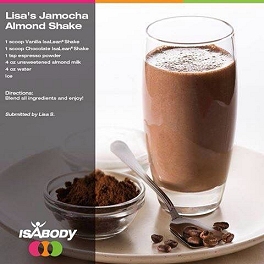 Lisa's Jamocha
Almond Shake
1 scoop Vanilla IsaLean® Shake
1 scoop Chocolate IsaLean® Shake
1 tsp espresso powder
4 oz unsweetened almond milk
4 oz water
Ice
Directions:
Blend all ingredients and enjoy!
Submitted by Lisa B.
ISABODY